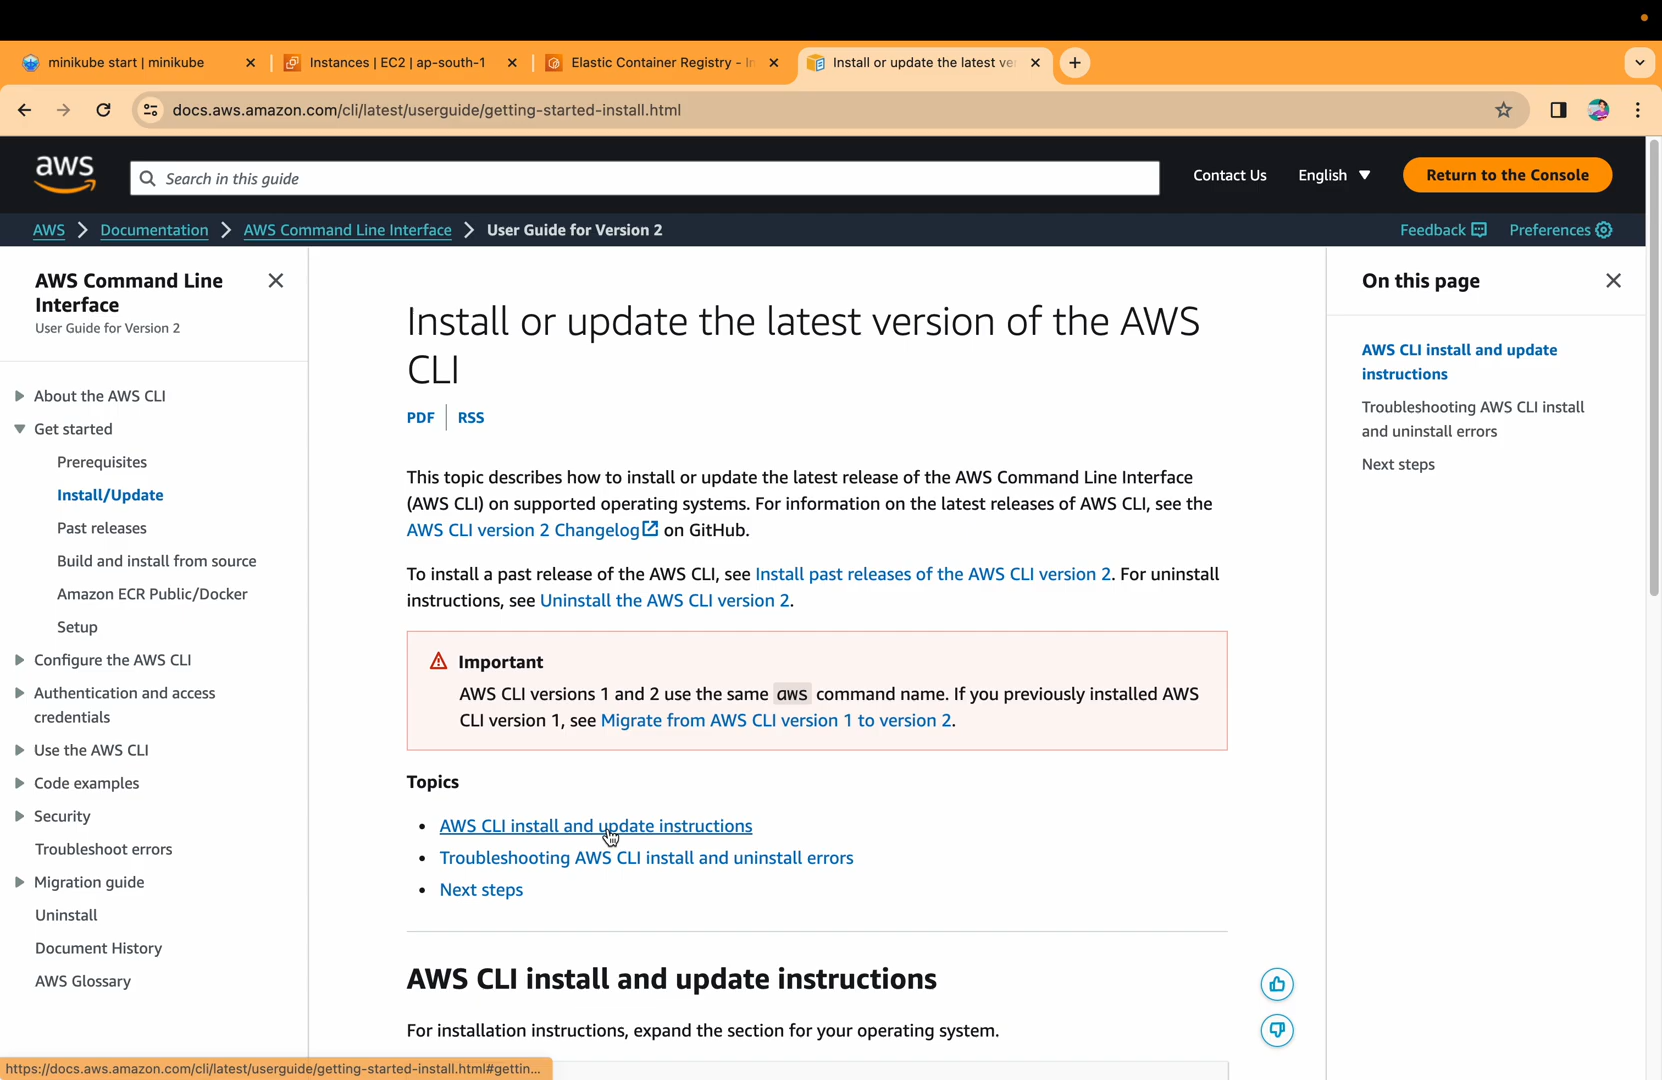 minikube start | minikube
Instances | EC2 | ap-south-1
Elastic Container Registry - In
Install or update the latest ve
docs.aws.amazon.com/cli/latest/userguide/getting-started-install.html
aws
Search in this guide
Contact Us
English
Return to the Console
AWS
Documentation
AWS Command Line Interface
User Guide for Version 2
Feedback
Preferences
AWS Command Line
Interface
User Guide for Version 2
About the AWS CLI
Get started
Prerequisites
Install/Update
Past releases
Build and install from source
Amazon ECR Public/Docker
Setup
Configure the AWS CLI
Authentication and access
credentials
Use the AWS CLI
Code examples
Security
Troubleshoot errors
Migration guide
Uninstall
Document History
AWS Glossary
Install or update the latest version of the AWS
CLI
PDF
RSS
This topic describes how to install or update the latest release of the AWS Command Line Interface
(AWS CLI) on supported operating systems. For information on the latest releases of AWS CLI, see the
AWS CLI version 2 Changelog on GitHub.
To install a past release of the AWS CLI, see Install past releases of the AWS CLI version 2. For uninstall
instructions, see Uninstall the AWS CLI version 2.
Important
AWS CLI versions 1 and 2 use the same aws command name. If you previously installed AWS
CLI version 1, see Migrate from AWS CLI version 1 to version 2.
Topics
• AWS CLI install and update instructions
• Troubleshooting AWS CLI install and uninstall errors
• Next steps
AWS CLI install and update instructions
For installation instructions, expand the section for your operating system.
On this page
AWS CLI install and update
instructions
Troubleshooting AWS CLI install
and uninstall errors
Next steps
https://docs.aws.amazon.com/cli/latest/userguide/getting-started-install.html#gettin...